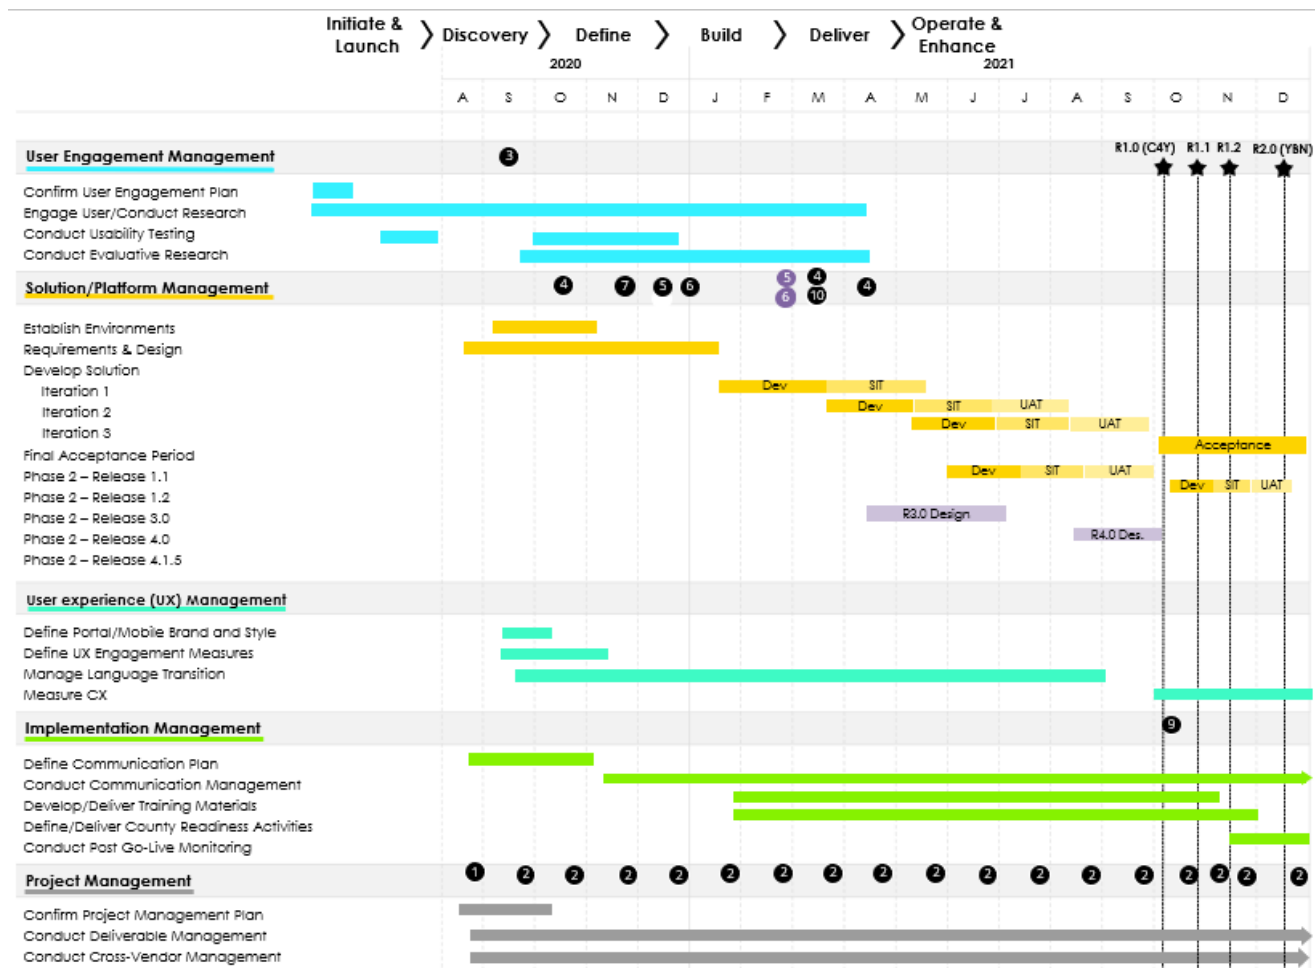 Initiate & Launch
Discovery
Define
Build
Deliver
Operate & Enhance
2020
2021
A S O N D J F M A M J J A S O N D
User Engagement Management
3
R1.0 (C4Y) R1.1 R1.2 R2.0 (YBN)
Confirm User Engagement Plan
Engage User/Conduct Research
Conduct Usability Testing
Conduct Evaluative Research
Solution/Platform Management
4 7 5 6 5 4 4
6 10
Establish Environments
Requirements & Design
Develop Solution
Iteration 1
Dev SIT
Iteration 2
Dev SIT UAT
Iteration 3
Dev SIT UAT
Final Acceptance Period
Acceptance
Phase 2 – Release 1.1
Dev SIT UAT
Phase 2 – Release 1.2
Dev SIT UAT
Phase 2 – Release 3.0
R3.0 Design
Phase 2 – Release 4.0
R4.0 Des.
Phase 2 – Release 4.1.5
User experience (UX) Management
Define Portal/Mobile Brand and Style
Define UX Engagement Measures
Manage Language Transition
Measure CX
Implementation Management
9
Define Communication Plan
Conduct Communication Management
Develop/Deliver Training Materials
Define/Deliver County Readiness Activities
Conduct Post Go-Live Monitoring
Project Management
1 2 2 2 2 2 2 2 2 2 2 2 2 2 2 2 2 2
Confirm Project Management Plan
Conduct Deliverable Management
Conduct Cross-Vendor Management